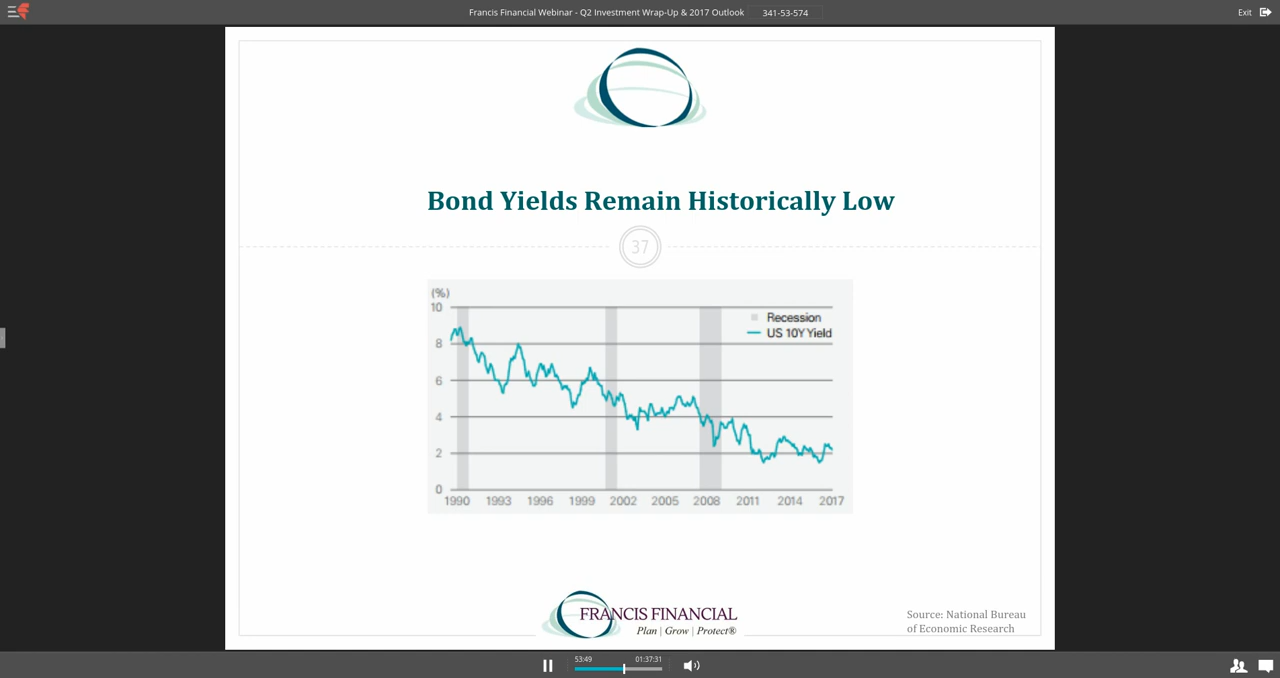 Francis Financial Webinar - Q2 Investment Wrap-Up & 2017 Outlook 341-53-574
Exit
Bond Yields Remain Historically Low
37
(%)
10
8
6
4
2
0
Recession
US 10Y Yield
1990 1993 1996 1999 2002 2005 2008 2011 2014 2017
FRANCIS FINANCIAL
Plan | Grow | Protect®
Source: National Bureau
of Economic Research
53:49 01:37:31